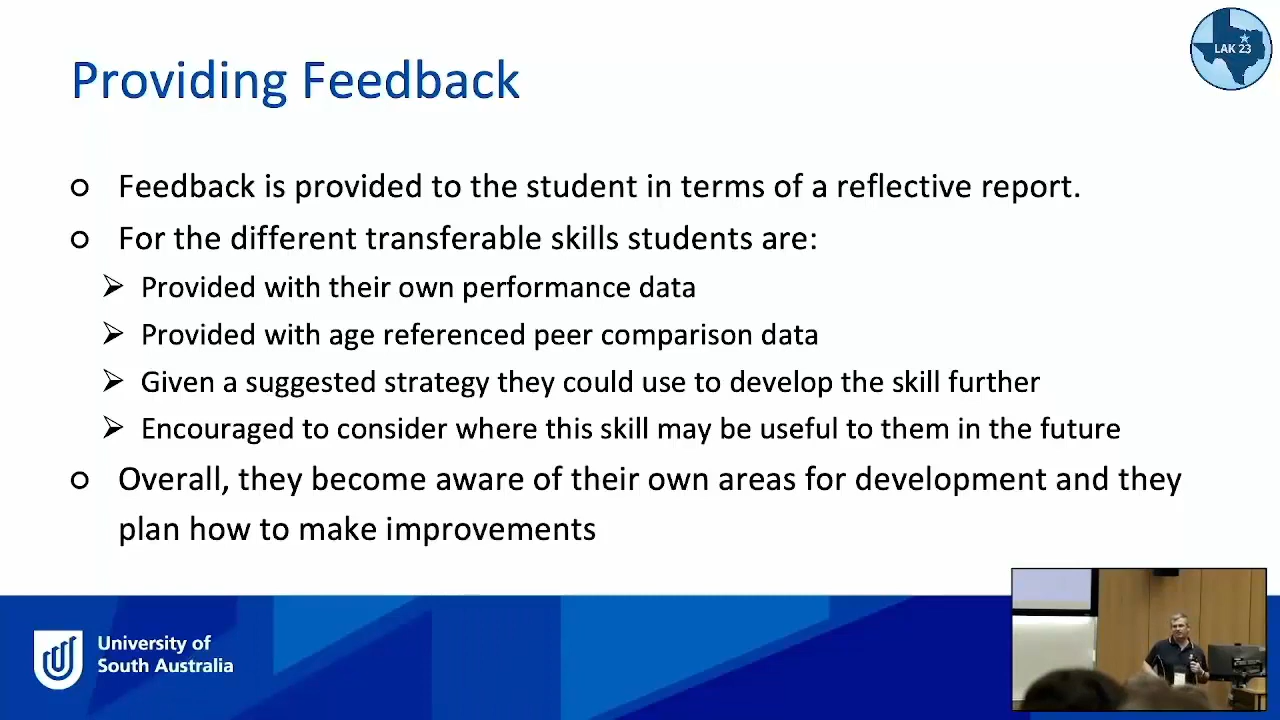 LAK 23
Providing Feedback
Feedback is provided to the student in terms of a reflective report.
For the different transferable skills students are:
Provided with their own performance data
Provided with age referenced peer comparison data
Given a suggested strategy they could use to develop the skill further
Encouraged to consider where this skill may be useful to them in the future
Overall, they become aware of their own areas for development and they
plan how to make improvements
University of
South Australia